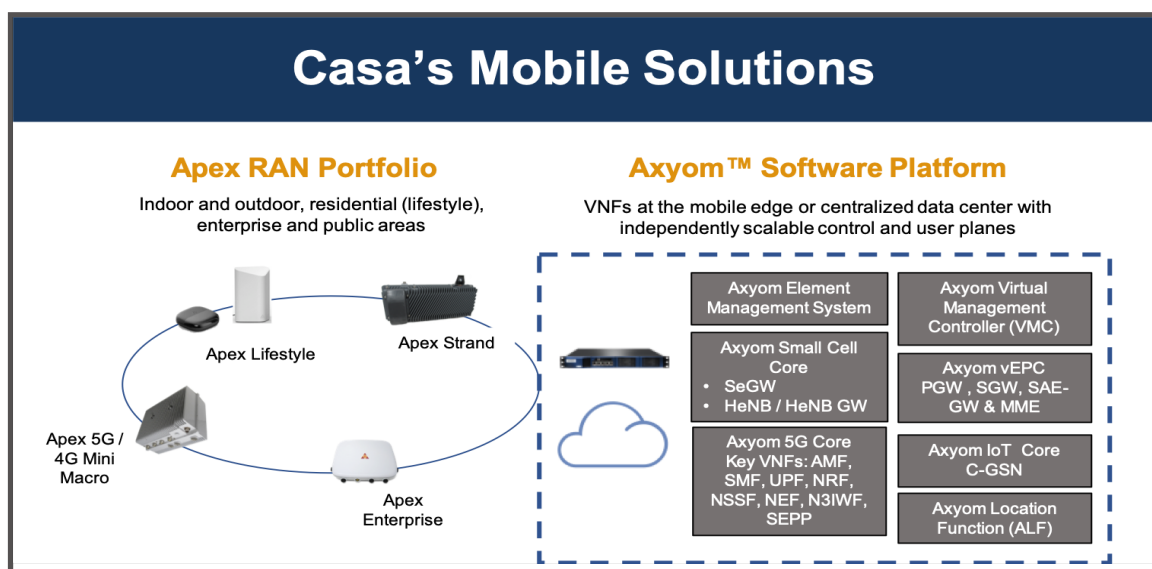 Casa’s Mobile Solutions
Apex RAN Portfolio
Indoor and outdoor, residential (lifestyle),
enterprise and public areas
Apex Lifestyle
Apex Strand
Apex 5G /
4G Mini
Macro
Apex
Enterprise
Axyom™ Software Platform
VNFs at the mobile edge or centralized data center with
independently scalable control and user planes
Axyom Element
Management System
Axyom Small Cell
Core
• SeGW
• HeNB / HeNB GW
Axyom 5G Core
Key VNFs: AMF,
SMF, UPF, NRF,
NSSF, NEF, N3IWF,
SEPP
Axyom Virtual
Management
Controller (VMC)
Axyom vEPC
PGW , SGW, SAE-
GW & MME
Axyom IoT Core
C-GSN
Axyom Location
Function (ALF)